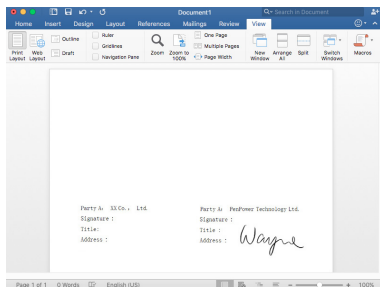 Document1
Search in Document
Home Insert Design Layout References Mailings Review View
Print Layout
Web Layout
Outline
Draft
Ruler
Gridlines
Navigation Pane
Zoom
Zoom to 100%
One Page
Multiple Pages
Page Width
New Window
Arrange All
Split
Switch Windows
Macros
Party A: XX Co., Ltd.
Signature :
Title:
Address :
Party A: PenPower Technology Ltd.
Signature :
Title :
Address :
Wayne
Page 1 of 1 0 Words English (US) 100%